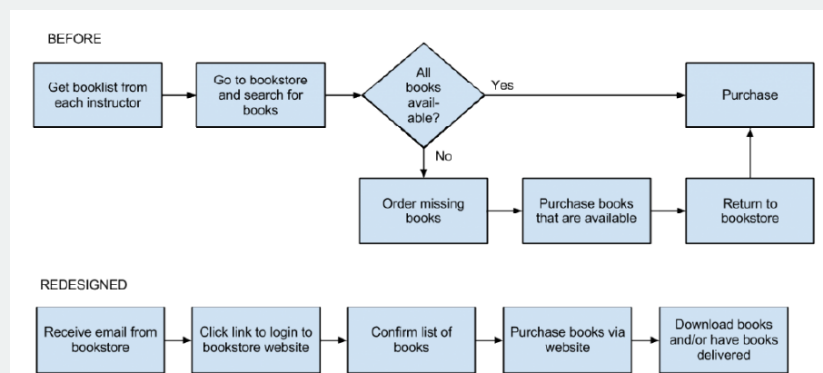 BEFORE
Get booklist from
each instructor
Go to bookstore
and search for
books
All
books
avail-
able?
Yes
Purchase
No
Order missing
books
Purchase books
that are available
Return to
bookstore
REDESIGNED
Receive email from
bookstore
Click link to login to
bookstore website
Confirm list of
books
Purchase books via
website
Download books
and/or have books
delivered